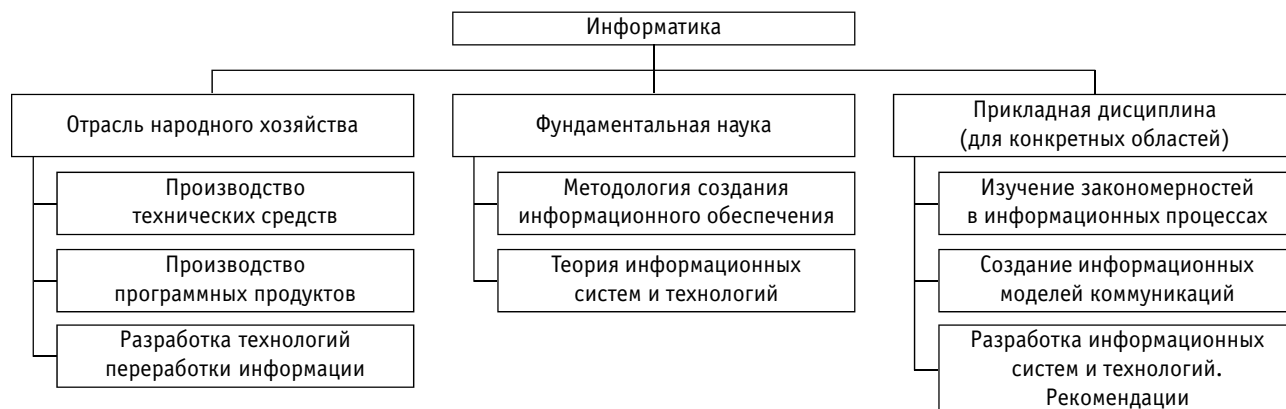 Информатика
Отрасль народного хозяйства
Производство
технических средств
Производство
программных продуктов
Разработка технологий
переработки информации
Фундаментальная наука
Методология создания
информационного обеспечения
Теория информационных
систем и технологий
Прикладная дисциплина
(для конкретных областей)
Изучение закономерностей
в информационных процессах
Создание информационных
моделей коммуникаций
Разработка информационных
систем и технологий.
Рекомендации